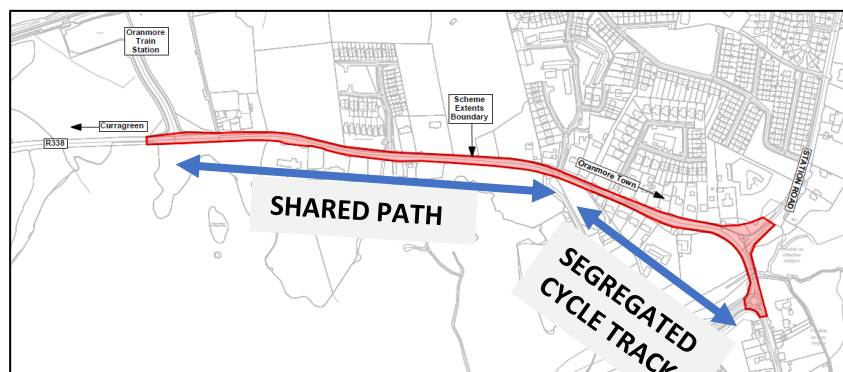 Oranmore
Train
Station
Curragreen
R338
Scheme
Extents
Boundary
Oranmore Town
STATION ROAD
SHARED PATH
SEGREGATED
CYCLE TRACK